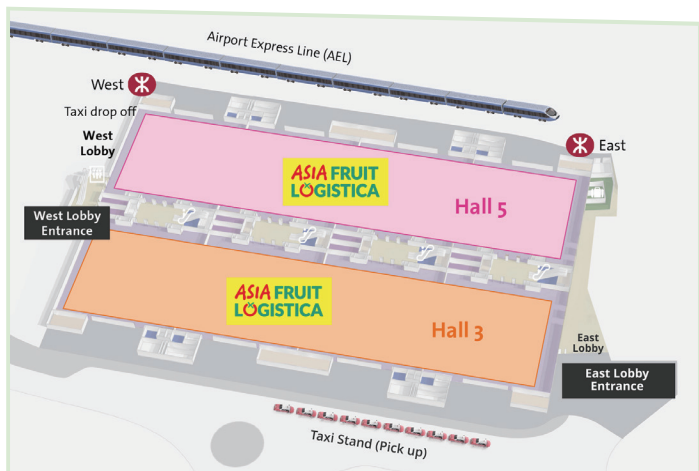 Airport Express Line (AEL)
West
Taxi drop off
West
Lobby
East
ASIA FRUIT
LOGISTICA
Hall 5
West Lobby
Entrance
ASIA FRUIT
LOGISTICA
Hall 3
East
Lobby
East Lobby
Entrance
Taxi Stand (Pick up)